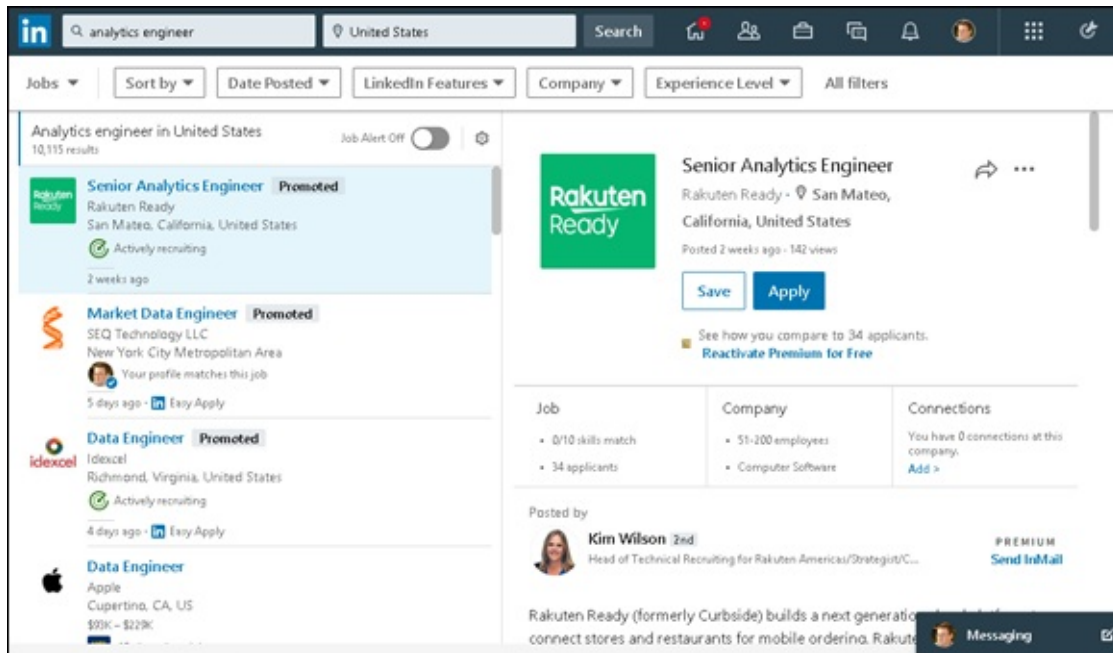 in
analytics engineer
United States
Search
Jobs
Sort by
Date Posted
LinkedIn Features
Company
Experience Level
All filters
Analytics engineer in United States
10,115 results
Job Alert Off
Rakuten
Ready
Senior Analytics Engineer Promoted
Rakuten Ready
San Mateo, California, United States
Actively recruiting
2 weeks ago
Market Data Engineer Promoted
SEQ Technology LLC
New York City Metropolitan Area
Your profile matches this job
5 days ago · in Easy Apply
idexcel
Data Engineer Promoted
Idexcel
Richmond, Virginia, United States
Actively recruiting
4 days ago · in Easy Apply
Data Engineer
Apple
Cupertino, CA, US
$93K – $229K
Rakuten
Ready
Senior Analytics Engineer
Rakuten Ready · San Mateo,
California, United States
Posted 2 weeks ago · 142 views
Save
Apply
See how you compare to 34 applicants.
Reactivate Premium for Free
Job
• 0/10 skills match
• 34 applicants
Company
• 51-200 employees
• Computer Software
Connections
You have 0 connections at this
company.
Add >
Posted by
Kim Wilson 2nd
Head of Technical Recruiting for Rakuten Americas/Strategist/C...
PREMIUM
Send InMail
Rakuten Ready (formerly Curbside) builds a next generation
connect stores and restaurants for mobile ordering. Rakute
Messaging